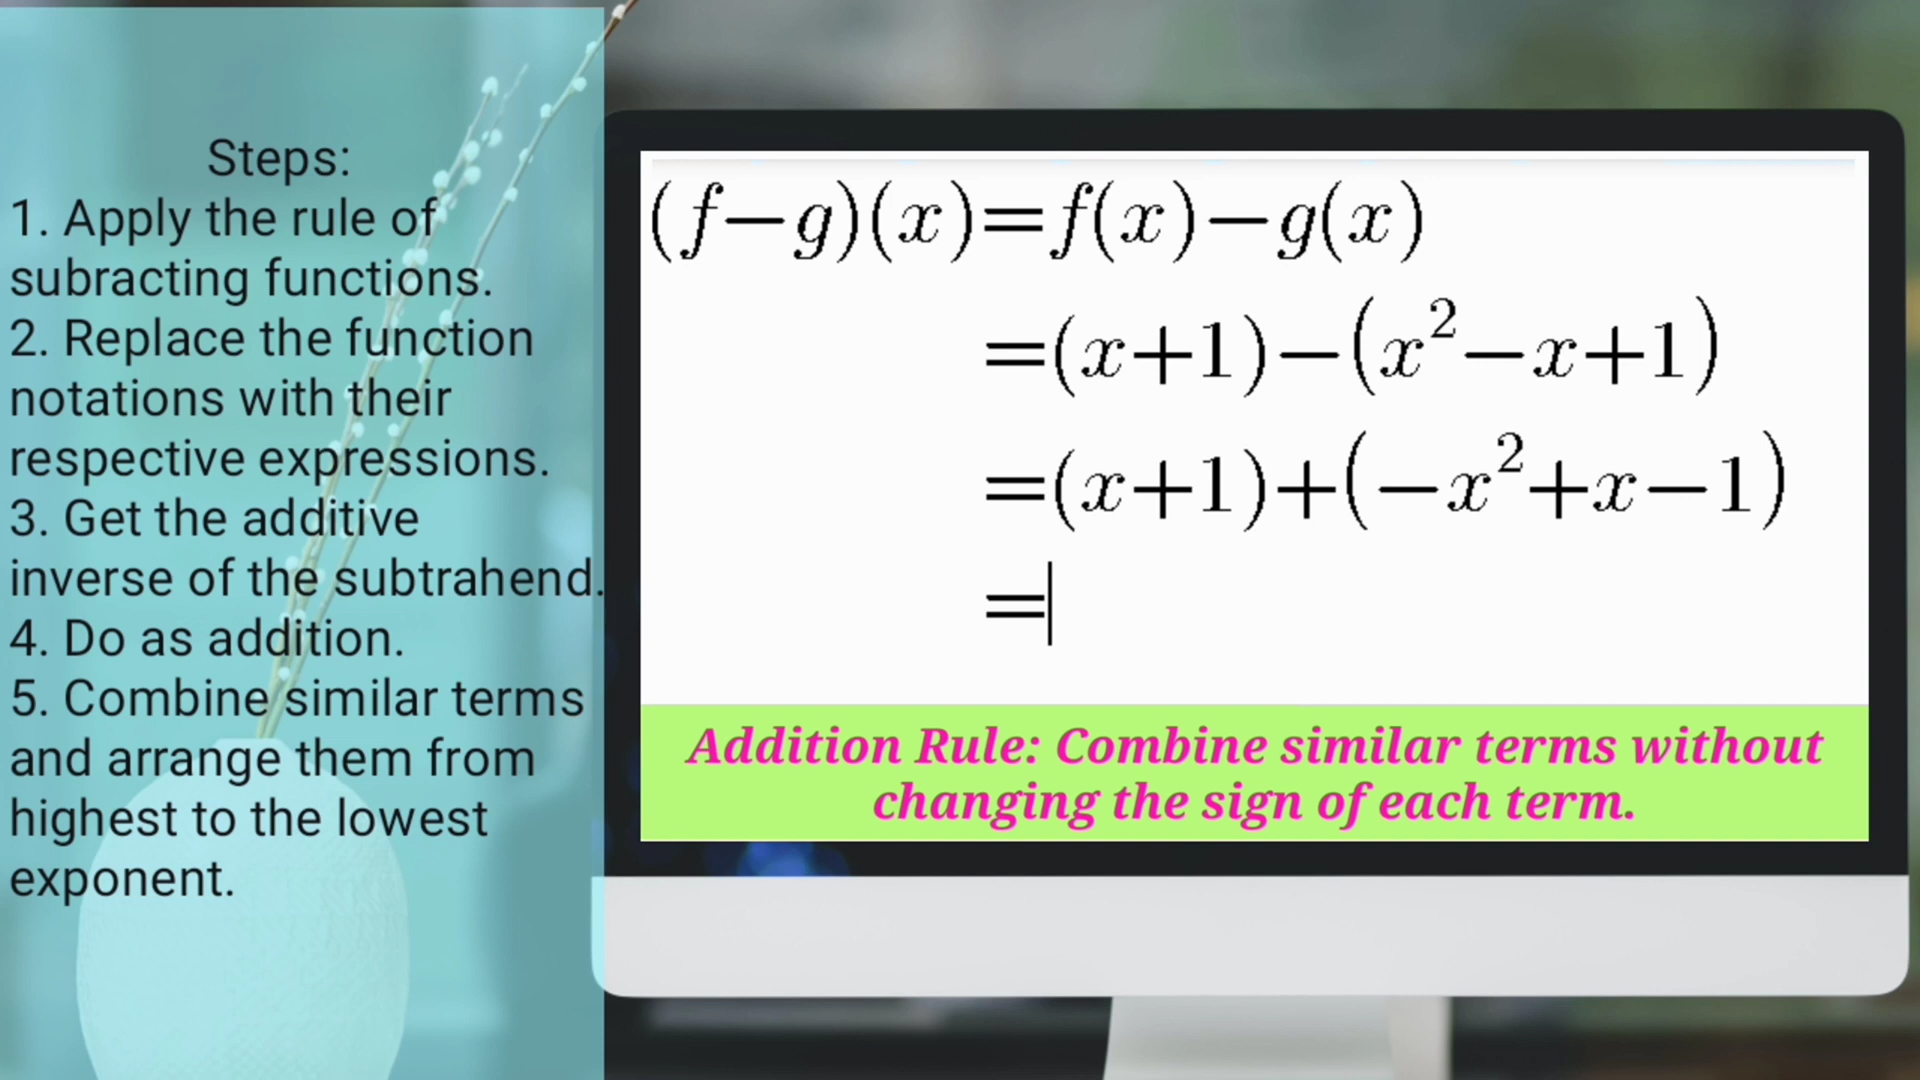 Steps:
1. Apply the rule of
subracting functions.
2. Replace the function
notations with their
respective expressions.
3. Get the additive
inverse of the subtrahend.
4. Do as addition.
5. Combine similar terms
and arrange them from
highest to the lowest
exponent.
(f−g)(x)=f(x)−g(x)
=(x+1)−(x²−x+1)
=(x+1)+(−x²+x−1)
=
Addition Rule: Combine similar terms without
changing the sign of each term.